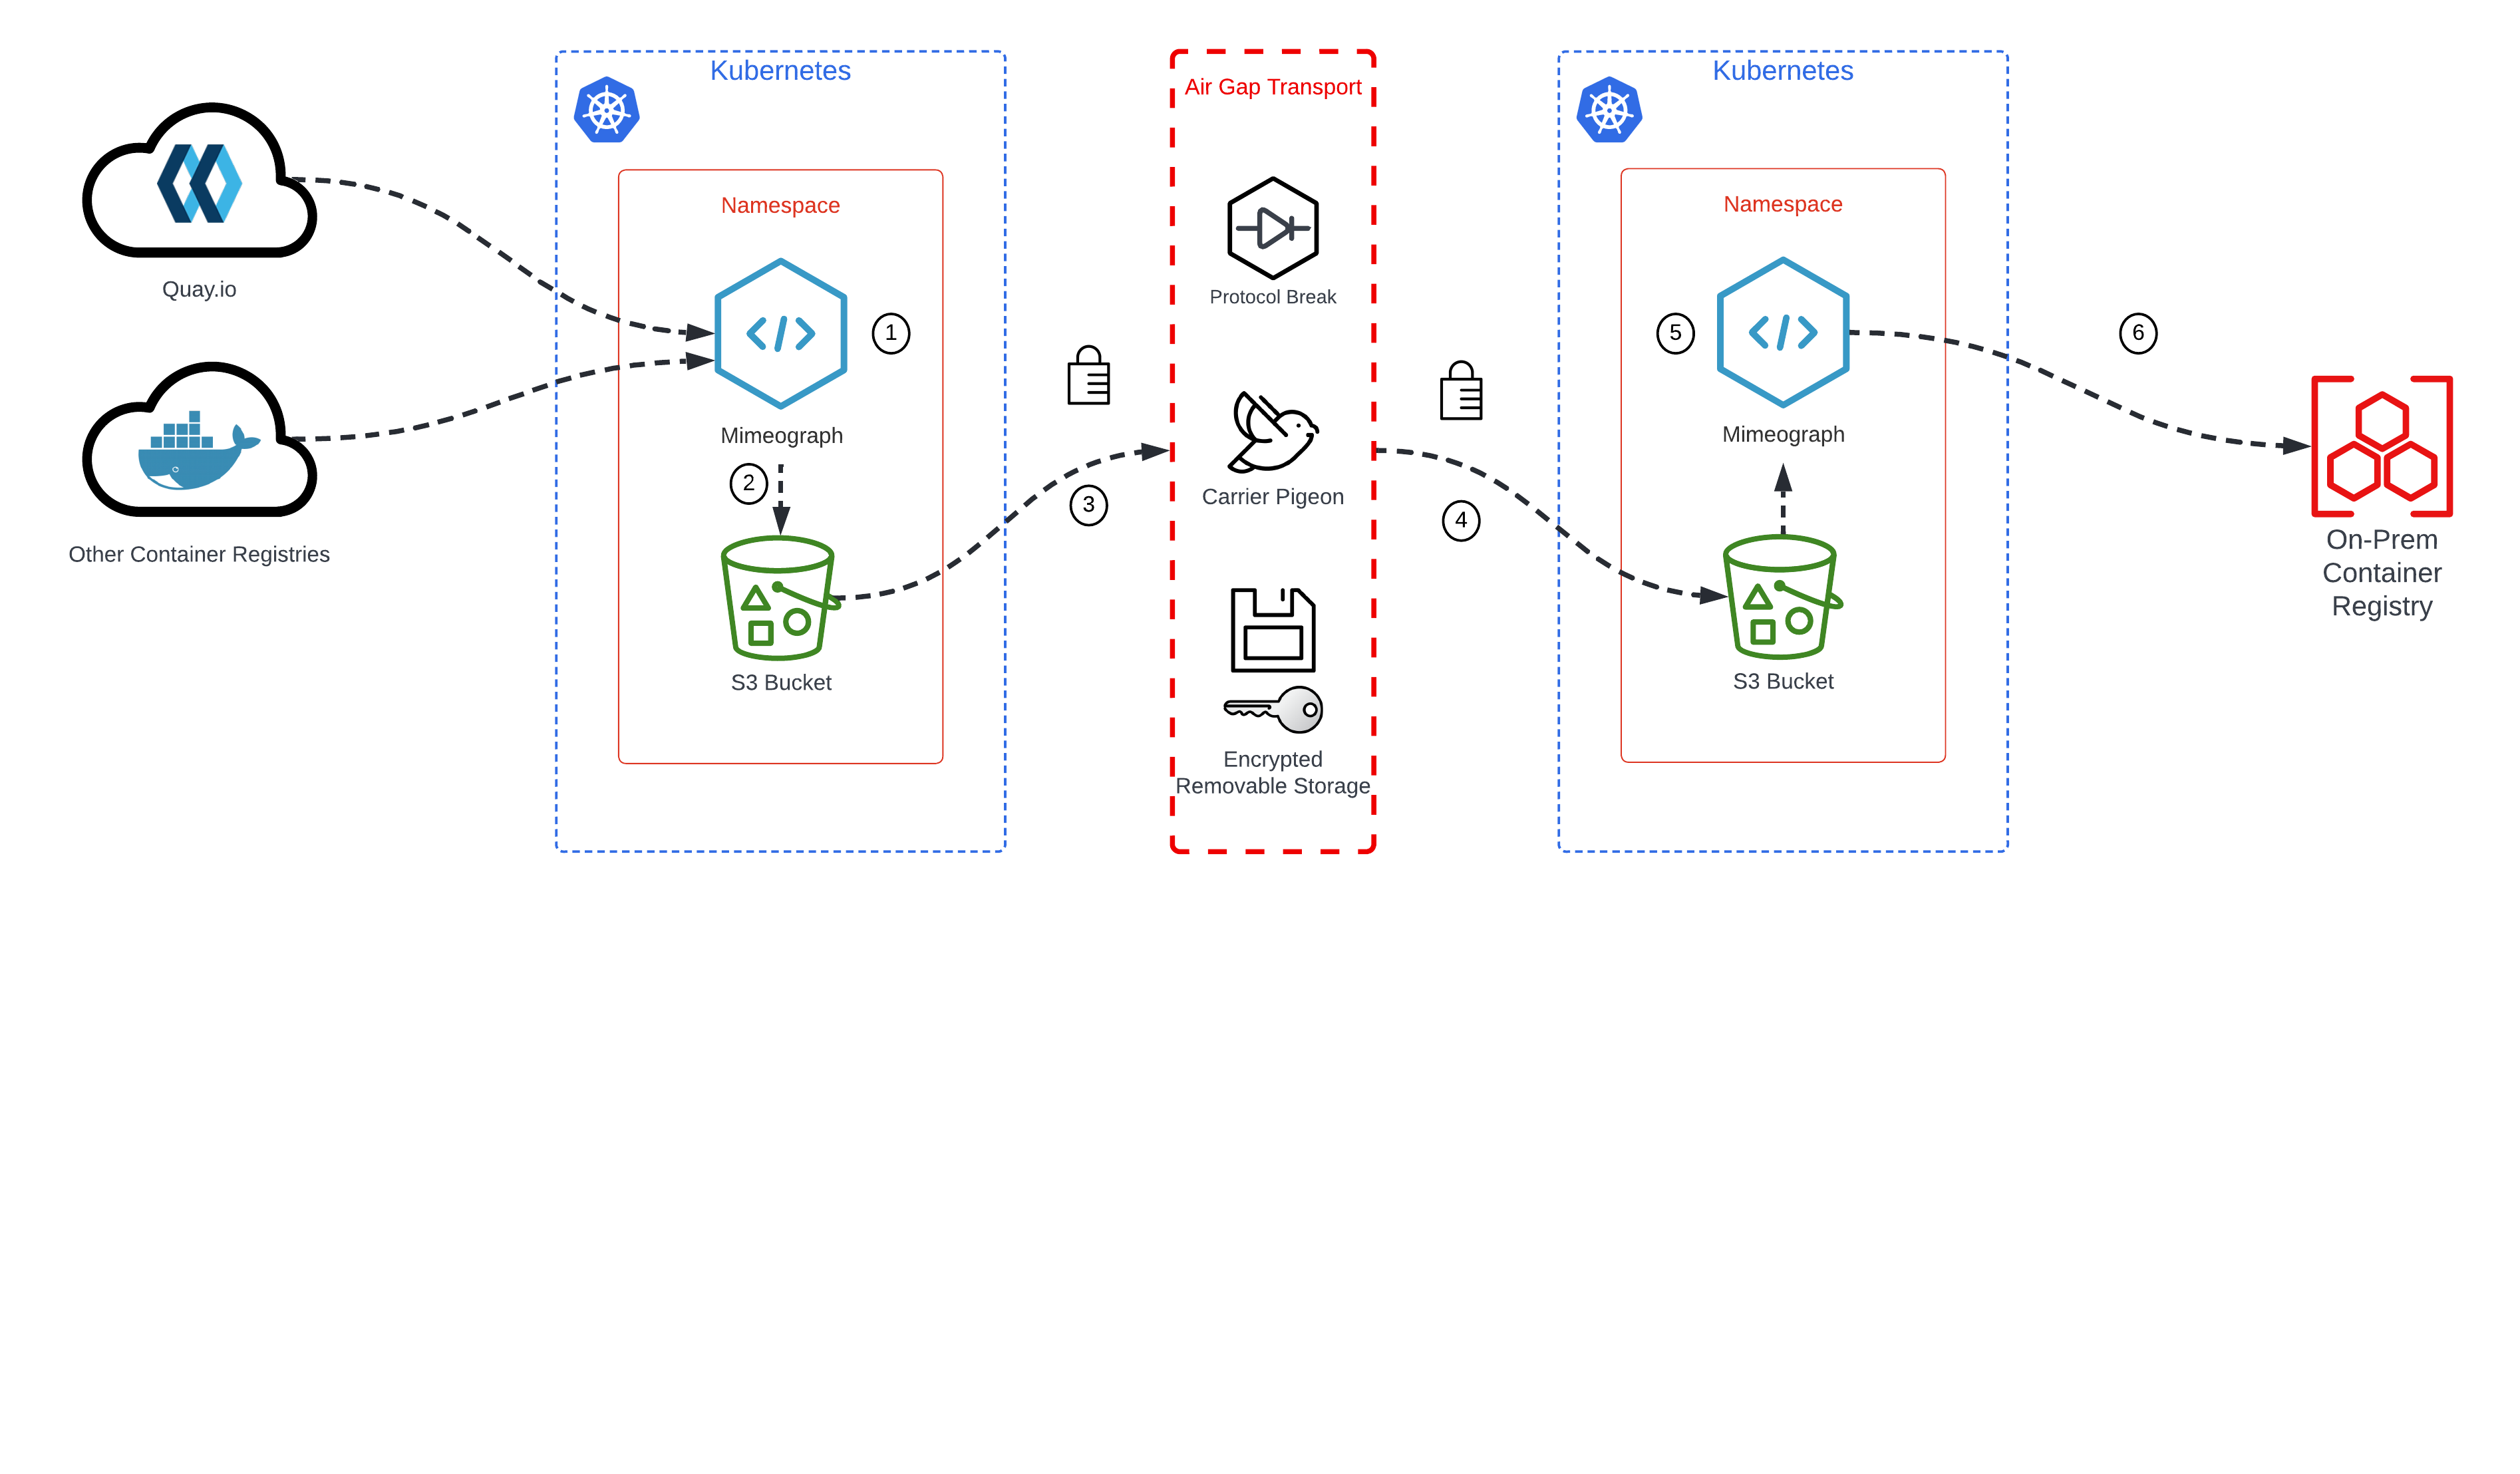 Quay.io
Other Container Registries
Kubernetes
Namespace
1
Mimeograph
2
S3 Bucket
3
Air Gap Transport
Protocol Break
Carrier Pigeon
Encrypted
Removable Storage
4
Kubernetes
Namespace
5
Mimeograph
S3 Bucket
6
On-Prem
Container
Registry